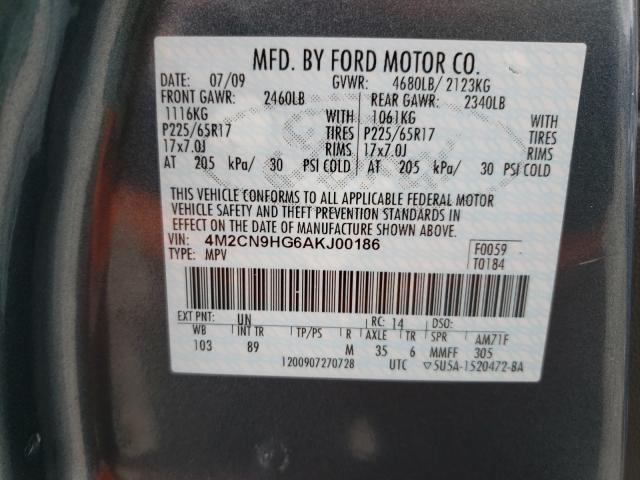 MFD. BY FORD MOTOR CO.
DATE: 07/09 GVWR: 4680LB/ 2123KG
FRONT GAWR: 2460LB REAR GAWR: 2340LB
1116KG WITH 1061KG WITH
P225/65R17 TIRES P225/65R17 TIRES
17x7.0J RIMS 17x7.0J RIMS
AT 205 kPa/ 30 PSI COLD AT 205 kPa/ 30 PSI COLD
THIS VEHICLE CONFORMS TO ALL APPLICABLE FEDERAL MOTOR
VEHICLE SAFETY AND THEFT PREVENTION STANDARDS IN
EFFECT ON THE DATE OF MANUFACTURE SHOWN ABOVE.
VIN: 4M2CN9HG6AKJ00186 F0059
TYPE: MPV T0184
EXT PNT: UN RC: 14 DSO:
WB INT TR TP/PS R AXLE TR SPR AM71F
103 89 M 35 6 MMFF 305
1200907270728 UTC ▽5U5A-1520472-BA